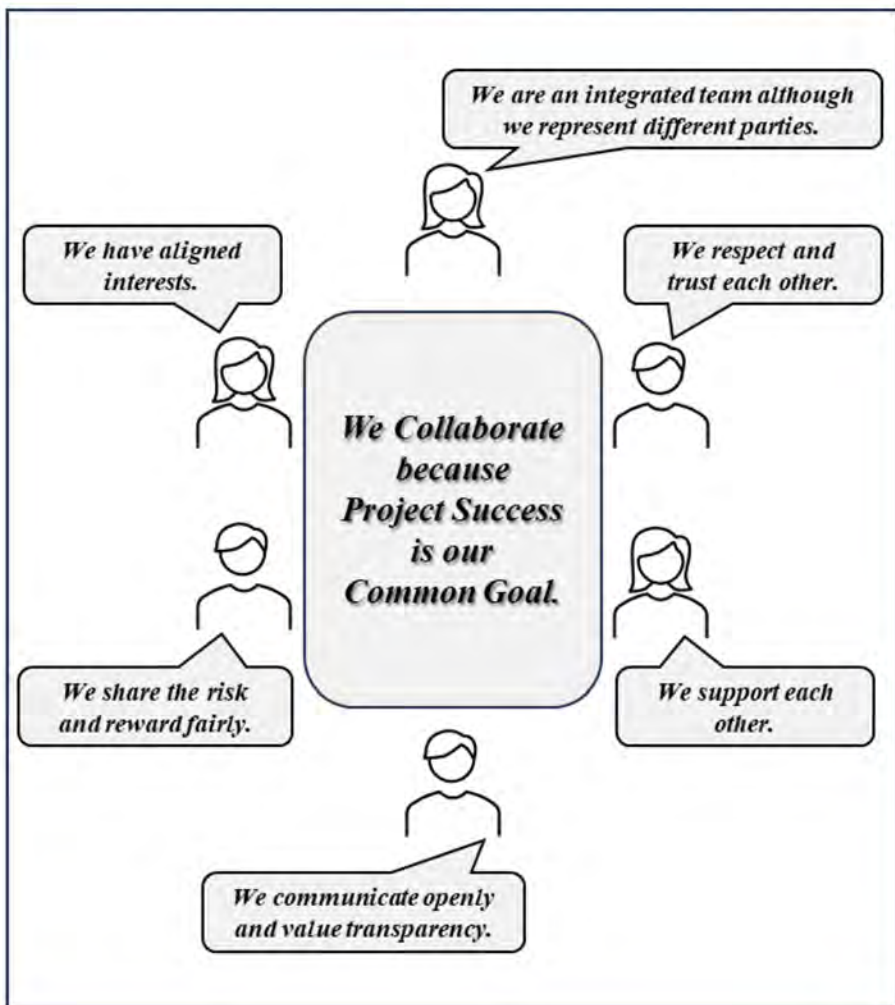 We are an integrated team although
we represent different parties.
We have aligned
interests.
We respect and
trust each other.
We Collaborate
because
Project Success
is our
Common Goal.
We share the risk
and reward fairly.
We support each
other.
We communicate openly
and value transparency.